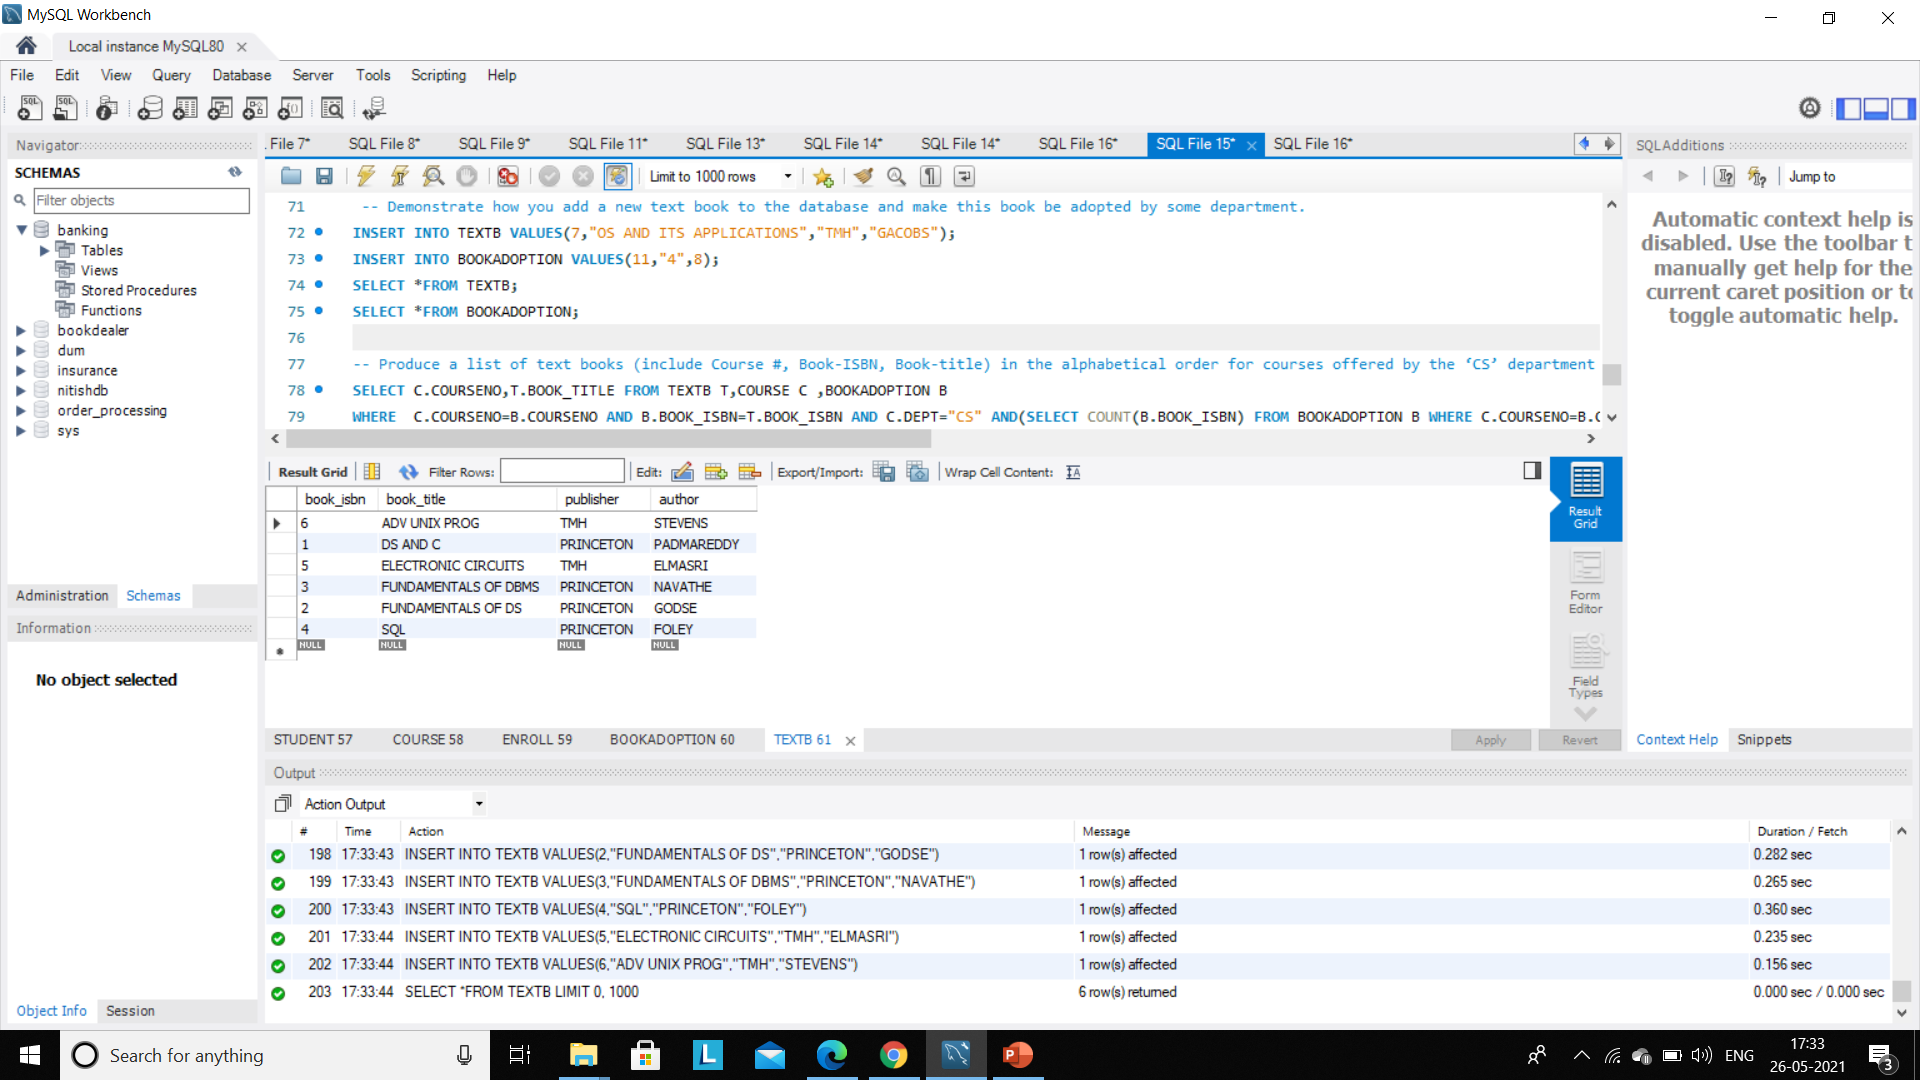 MySQL Workbench
Local instance MySQL80
File Edit View Query Database Server Tools Scripting Help
Navigator
SCHEMAS
Filter objects
banking
Tables
Views
Stored Procedures
Functions
bookdealer
dum
insurance
nitishdb
order_processing
sys
Administration Schemas
Information
No object selected
Object Info Session
File 7* SQL File 8* SQL File 9* SQL File 11* SQL File 13* SQL File 14* SQL File 14* SQL File 16* SQL File 15* SQL File 16*
Limit to 1000 rows
71 -- Demonstrate how you add a new text book to the database and make this book be adopted by some department.
72 INSERT INTO TEXTB VALUES(7,"OS AND ITS APPLICATIONS","TMH","GACOBS");
73 INSERT INTO BOOKADOPTION VALUES(11,"4",8);
74 SELECT *FROM TEXTB;
75 SELECT *FROM BOOKADOPTION;
76
77 -- Produce a list of text books (include Course #, Book-ISBN, Book-title) in the alphabetical order for courses offered by the ‘CS’ department
78 SELECT C.COURSENO,T.BOOK_TITLE FROM TEXTB T,COURSE C ,BOOKADOPTION B
79 WHERE C.COURSENO=B.COURSENO AND B.BOOK_ISBN=T.BOOK_ISBN AND C.DEPT="CS" AND(SELECT COUNT(B.BOOK_ISBN) FROM BOOKADOPTION B WHERE C.COURSENO=B.C
Result Grid Filter Rows: Edit: Export/Import: Wrap Cell Content:
book_isbn book_title publisher author
6 ADV UNIX PROG TMH STEVENS
1 DS AND C PRINCETON PADMAREDDY
5 ELECTRONIC CIRCUITS TMH ELMASRI
3 FUNDAMENTALS OF DBMS PRINCETON NAVATHE
2 FUNDAMENTALS OF DS PRINCETON GODSE
4 SQL PRINCETON FOLEY
NULL NULL NULL NULL
Result
Grid
Form
Editor
Field
Types
STUDENT 57 COURSE 58 ENROLL 59 BOOKADOPTION 60 TEXTB 61
Apply Revert
SQLAdditions
Jump to
Automatic context help is
disabled. Use the toolbar t
manually get help for the
current caret position or to
toggle automatic help.
Context Help Snippets
Output
Action Output
# Time Action Message Duration / Fetch
198 17:33:43 INSERT INTO TEXTB VALUES(2,"FUNDAMENTALS OF DS","PRINCETON","GODSE") 1 row(s) affected 0.282 sec
199 17:33:43 INSERT INTO TEXTB VALUES(3,"FUNDAMENTALS OF DBMS","PRINCETON","NAVATHE") 1 row(s) affected 0.265 sec
200 17:33:43 INSERT INTO TEXTB VALUES(4,"SQL","PRINCETON","FOLEY") 1 row(s) affected 0.360 sec
201 17:33:44 INSERT INTO TEXTB VALUES(5,"ELECTRONIC CIRCUITS","TMH","ELMASRI") 1 row(s) affected 0.235 sec
202 17:33:44 INSERT INTO TEXTB VALUES(6,"ADV UNIX PROG","TMH","STEVENS") 1 row(s) affected 0.156 sec
203 17:33:44 SELECT *FROM TEXTB LIMIT 0, 1000 6 row(s) returned 0.000 sec / 0.000 sec
Search for anything
ENG
17:33
26-05-2021
3